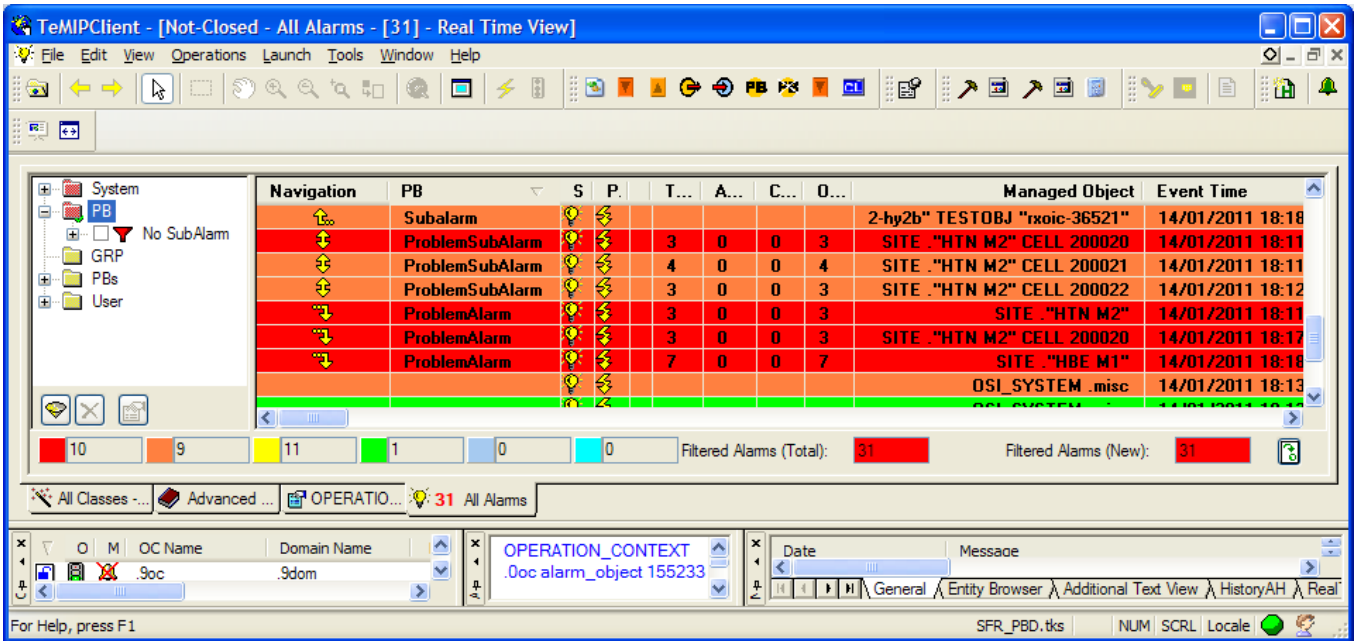 TeMIPClient - [Not-Closed - All Alarms - [31] - Real Time View]
File Edit View Operations Launch Tools Window Help
PB
System
PB
No SubAlarm
GRP
PBs
User
Navigation PB S P. T... A... C... O... Managed Object Event Time
Subalarm 2-hy2b" TESTOBJ "rxoic-36521" 14/01/2011 18:18
ProblemSubAlarm 3 0 0 3 SITE ."HTN M2" CELL 200020 14/01/2011 18:11
ProblemSubAlarm 4 0 0 4 SITE ."HTN M2" CELL 200021 14/01/2011 18:11
ProblemSubAlarm 3 0 0 3 SITE ."HTN M2" CELL 200022 14/01/2011 18:12
ProblemAlarm 3 0 0 3 SITE ."HTN M2" 14/01/2011 18:11
ProblemAlarm 3 0 0 3 SITE ."HTN M2" CELL 200020 14/01/2011 18:17
ProblemAlarm 7 0 0 7 SITE ."HBE M1" 14/01/2011 18:18
OSI_SYSTEM .misc 14/01/2011 18:13
10 9 11 1 0 0 Filtered Alarms (Total): 31 Filtered Alarms (New): 31
All Classes -... Advanced ... OPERATIO... 31 All Alarms
O M OC Name Domain Name
.9oc .9dom
OPERATION_CONTEXT
.0oc alarm_object 155233
Date Message
General Entity Browser Additional Text View HistoryAH Real
For Help, press F1 SFR_PBD.tks NUM SCRL Locale